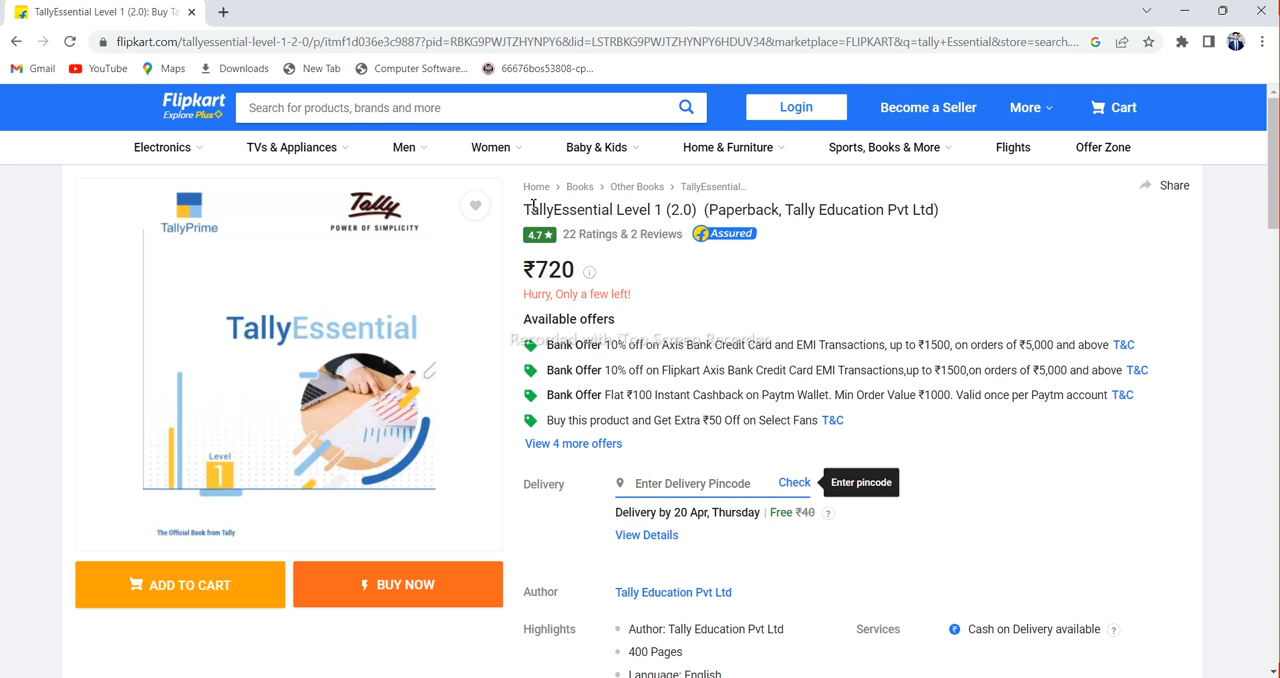 TallyEssential Level 1 (2.0): Buy Ta
flipkart.com/tallyessential-level-1-2-0/p/itmf1d036e3c9887?pid=RBKG9PWJTZHYNPY6&lid=LSTRBKG9PWJTZHYNPY6HDUV34&marketplace=FLIPKART&q=tally+Essential&store=search....
Gmail YouTube Maps Downloads New Tab Computer Software... 66676bos53808-cp...
Flipkart
Explore Plus
Search for products, brands and more
Login
Become a Seller
More
Cart
Electronics TVs & Appliances Men Women Baby & Kids Home & Furniture Sports, Books & More Flights Offer Zone
TallyPrime
Tally
POWER OF SIMPLICITY
TallyEssential
Level
1
The Official Book from Tally
ADD TO CART
BUY NOW
Home > Books > Other Books > TallyEssential...
Share
TallyEssential Level 1 (2.0) (Paperback, Tally Education Pvt Ltd)
4.7★ 22 Ratings & 2 Reviews Assured
₹720
Hurry, Only a few left!
Available offers
Recorded with iTop Screen Recorder
Bank Offer 10% off on Axis Bank Credit Card and EMI Transactions, up to ₹1500, on orders of ₹5,000 and above T&C
Bank Offer 10% off on Flipkart Axis Bank Credit Card EMI Transactions,up to ₹1500,on orders of ₹5,000 and above T&C
Bank Offer Flat ₹100 Instant Cashback on Paytm Wallet. Min Order Value ₹1000. Valid once per Paytm account T&C
Buy this product and Get Extra ₹50 Off on Select Fans T&C
View 4 more offers
Delivery
Enter Delivery Pincode
Check
Enter pincode
Delivery by 20 Apr, Thursday | Free ₹40 ?
View Details
Author
Tally Education Pvt Ltd
Highlights
Author: Tally Education Pvt Ltd
400 Pages
Language: English
Services
Cash on Delivery available ?